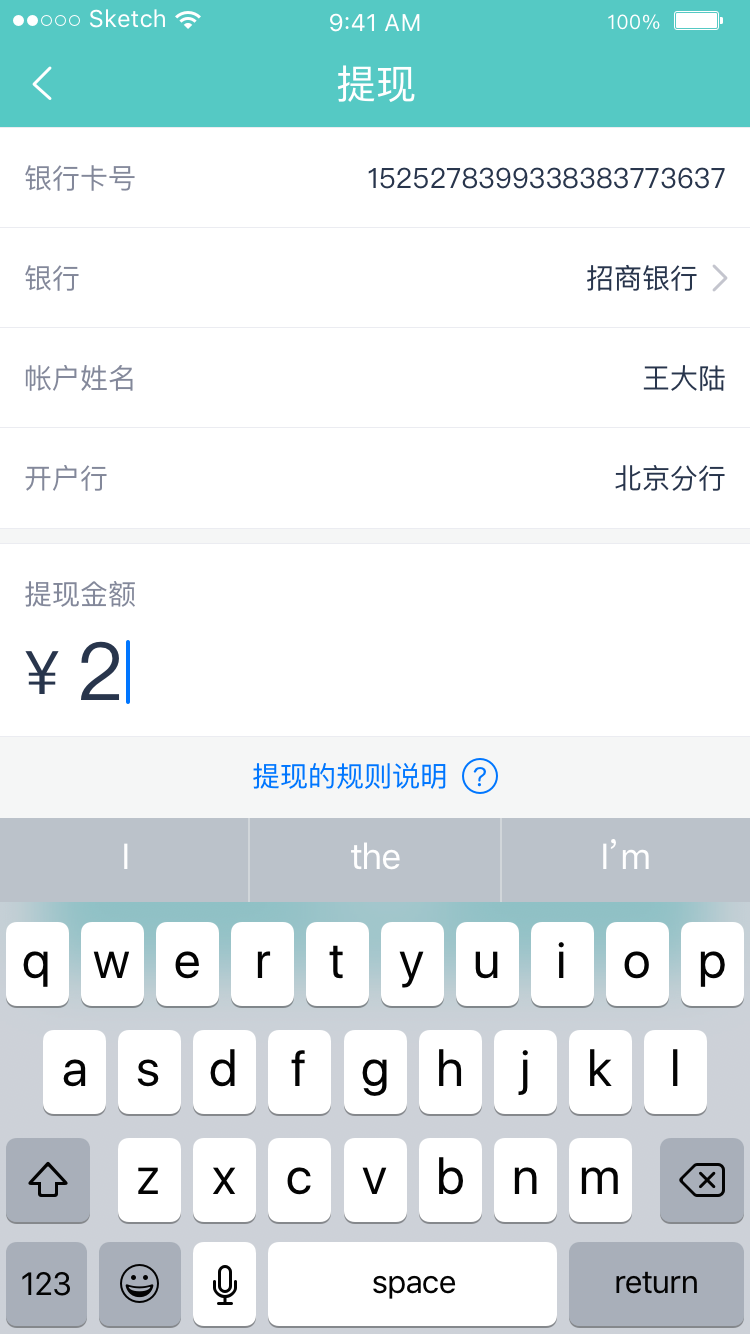 Sketch 9:41 AM 100%
提现
银行卡号 1525278399338383773637
银行 招商银行
帐户姓名 王大陆
开户行 北京分行
提现金额
¥ 2
提现的规则说明 ?
I the I’m
q w e r t y u i o p
a s d f g h j k l
z x c v b n m
123 space return